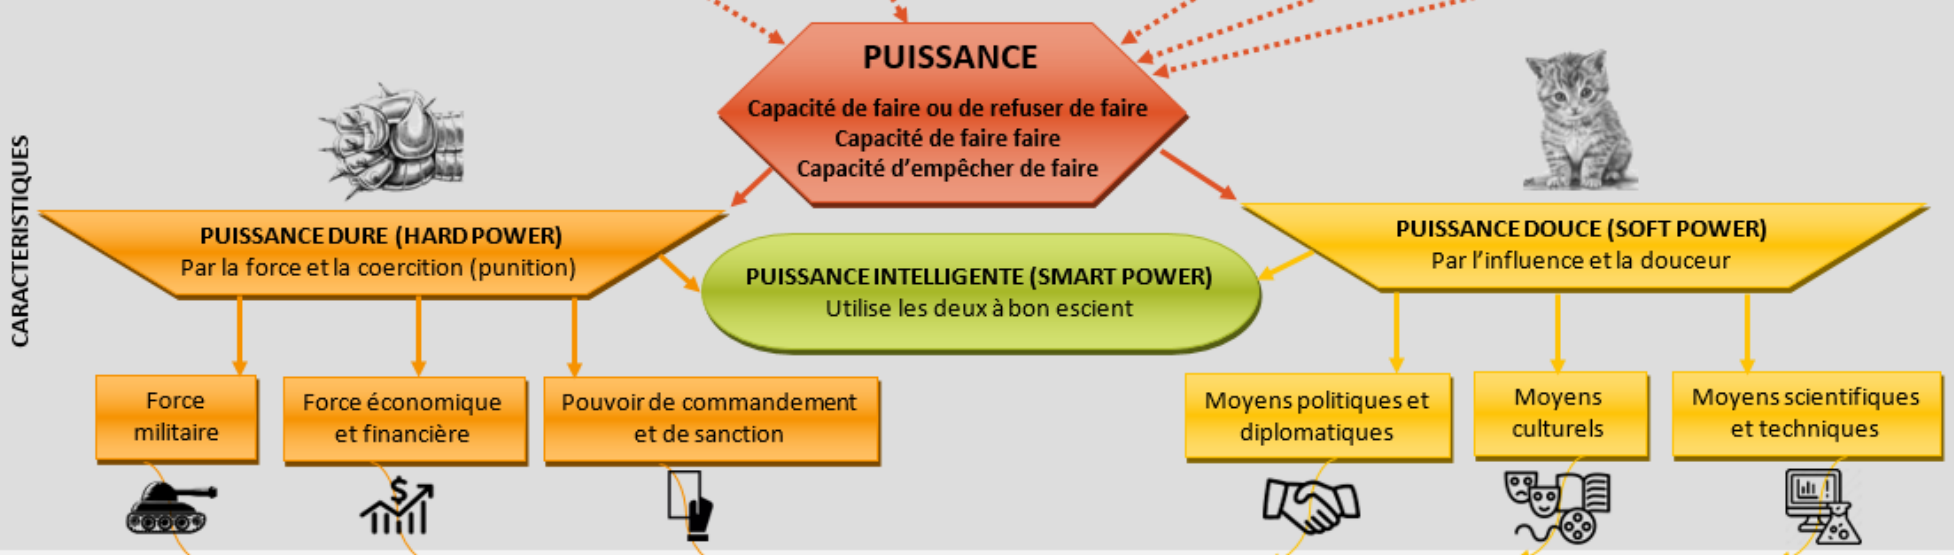 CARACTERISTIQUES
PUISSANCE
Capacité de faire ou de refuser de faire
Capacité de faire faire
Capacité d’empêcher de faire
PUISSANCE DURE (HARD POWER)
Par la force et la coercition (punition)
PUISSANCE INTELLIGENTE (SMART POWER)
Utilise les deux à bon escient
PUISSANCE DOUCE (SOFT POWER)
Par l’influence et la douceur
Force
militaire
Force économique
et financière
Pouvoir de commandement
et de sanction
Moyens politiques et
diplomatiques
Moyens
culturels
Moyens scientifiques
et techniques
$
!